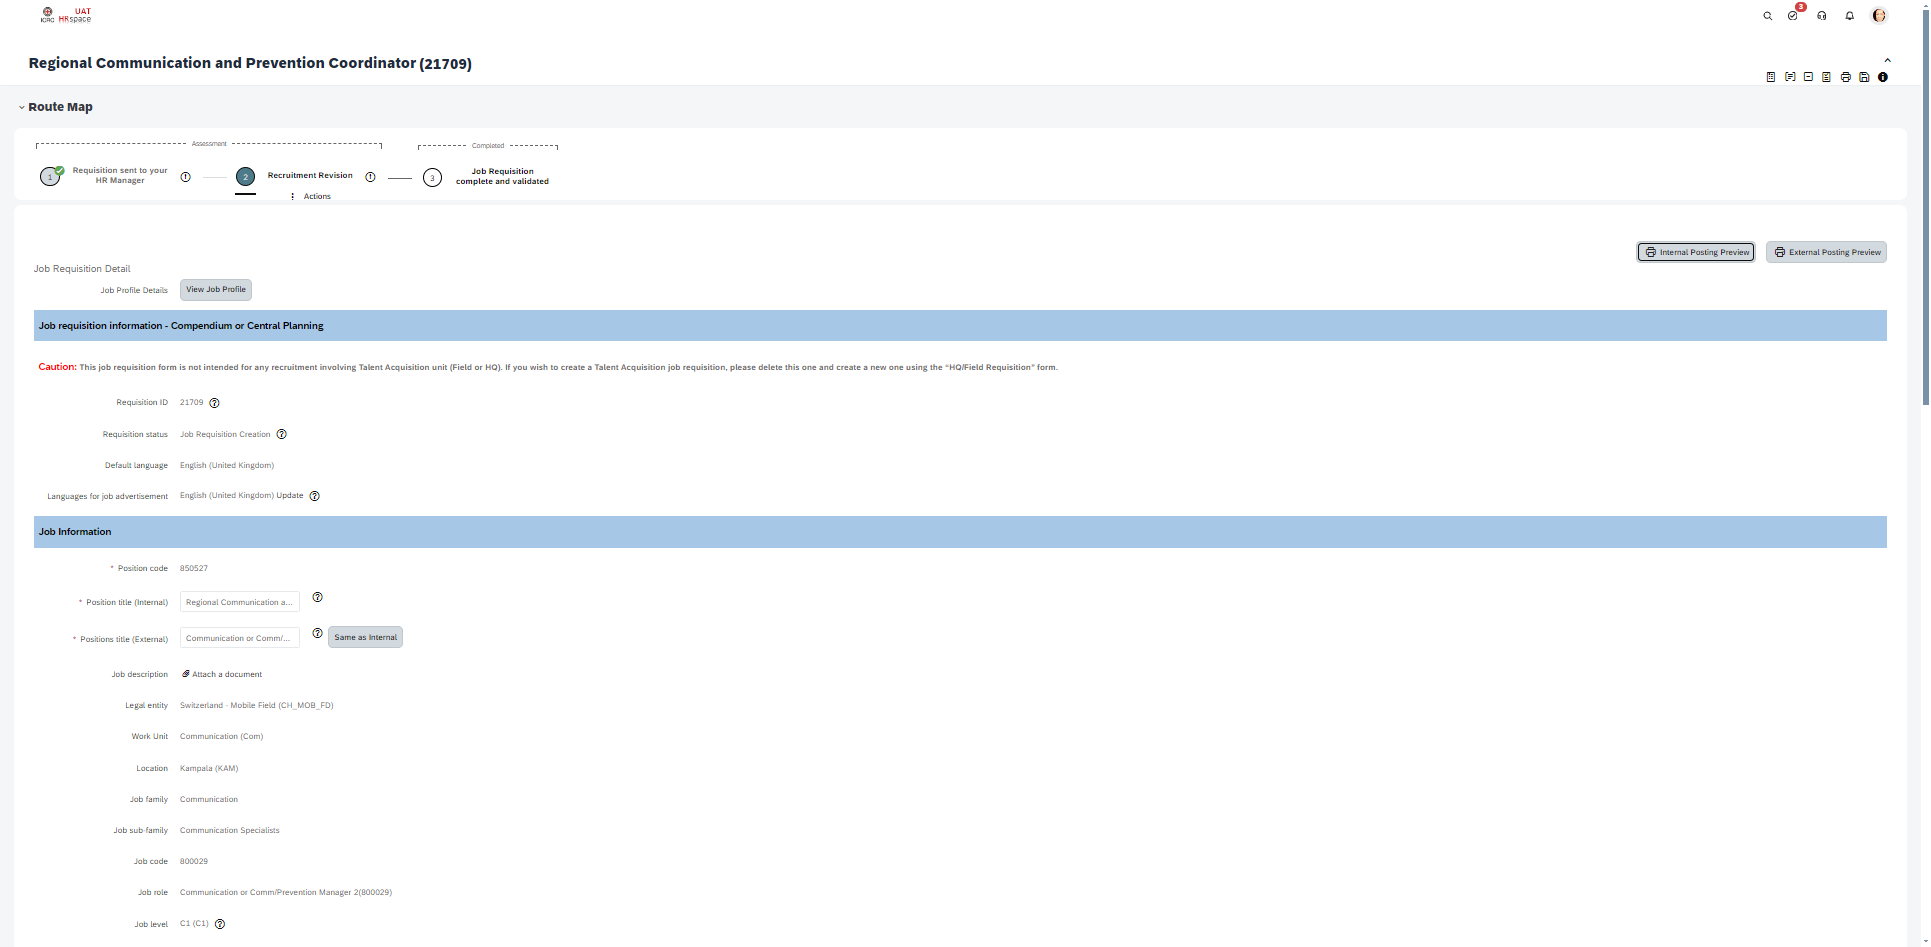 ICRC
UAT
HRspace
3
Regional Communication and Prevention Coordinator (21709)
Route Map
Assessment
Completed
1
Requisition sent to your
HR Manager
2
Recruitment Revision
Actions
3
Job Requisition
complete and validated
Internal Posting Preview
External Posting Preview
Job Requisition Detail
Job Profile Details View Job Profile
Job requisition information - Compendium or Central Planning
Caution: This job requisition form is not intended for any recruitment involving Talent Acquisition unit (Field or HQ). If you wish to create a Talent Acquisition job requisition, please delete this one and create a new one using the "HQ/Field Requisition" form.
Requisition ID 21709
Requisition status Job Requisition Creation
Default language English (United Kingdom)
Languages for job advertisement English (United Kingdom) Update
Job Information
* Position code 850527
* Position title (Internal) Regional Communication a...
* Positions title (External) Communication or Comm/... Same as Internal
Job description Attach a document
Legal entity Switzerland - Mobile Field (CH_MOB_FD)
Work Unit Communication (Com)
Location Kampala (KAM)
Job family Communication
Job sub-family Communication Specialists
Job code 800029
Job role Communication or Comm/Prevention Manager 2(800029)
Job level C1 (C1)